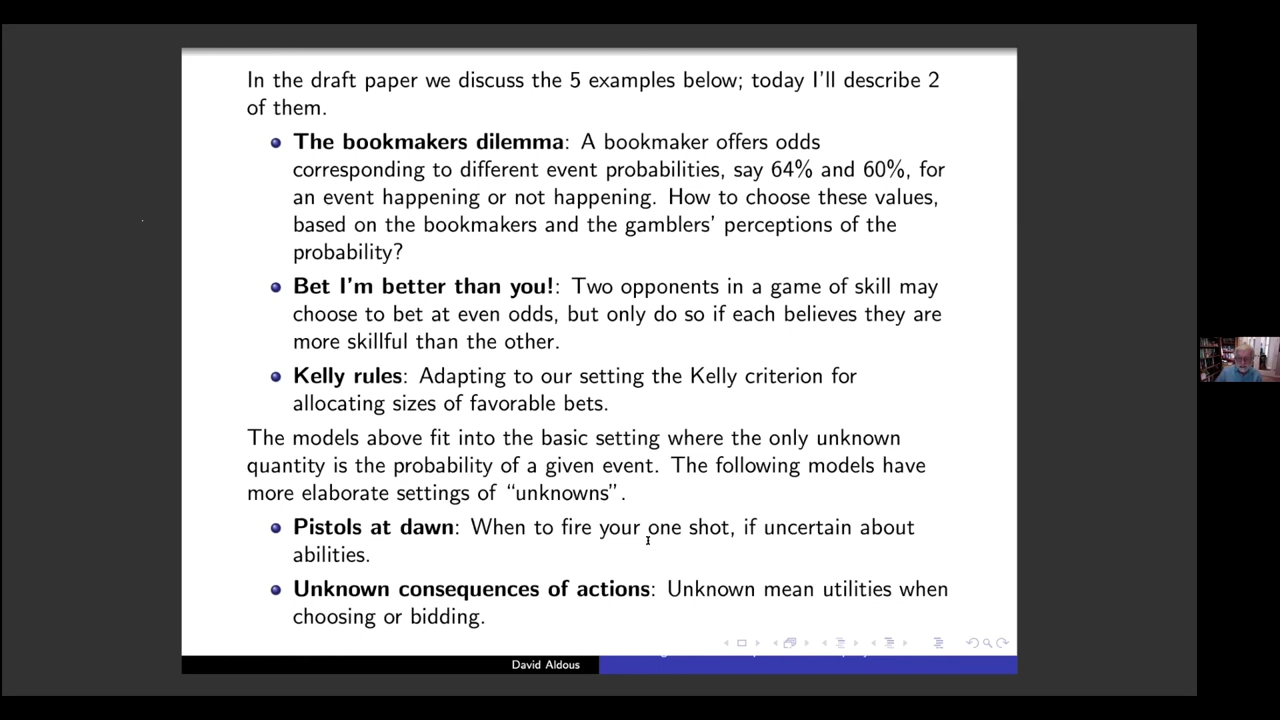 In the draft paper we discuss the 5 examples below; today I'll describe 2
of them.
The bookmakers dilemma: A bookmaker offers odds
corresponding to different event probabilities, say 64% and 60%, for
an event happening or not happening. How to choose these values,
based on the bookmakers and the gamblers' perceptions of the
probability?
Bet I'm better than you!: Two opponents in a game of skill may
choose to bet at even odds, but only do so if each believes they are
more skillful than the other.
Kelly rules: Adapting to our setting the Kelly criterion for
allocating sizes of favorable bets.
The models above fit into the basic setting where the only unknown
quantity is the probability of a given event. The following models have
more elaborate settings of “unknowns”.
Pistols at dawn: When to fire your one shot, if uncertain about
abilities.
Unknown consequences of actions: Unknown mean utilities when
choosing or bidding.
David Aldous